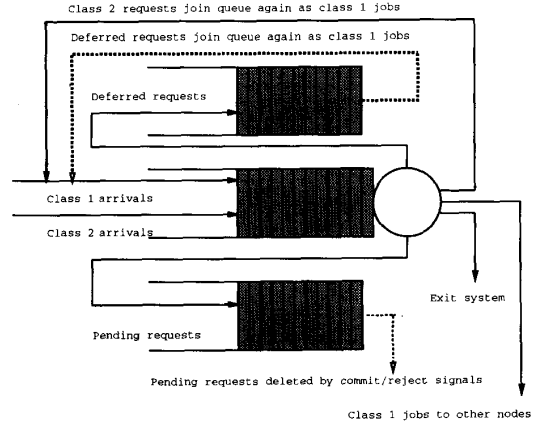 Class 2 requests join queue again as class 1 jobs
Deferred requests join queue again as class 1 jobs
Deferred requests
Class 1 arrivals
Class 2 arrivals
Exit system
Pending requests
Pending requests deleted by commit/reject signals
Class 1 jobs to other nodes